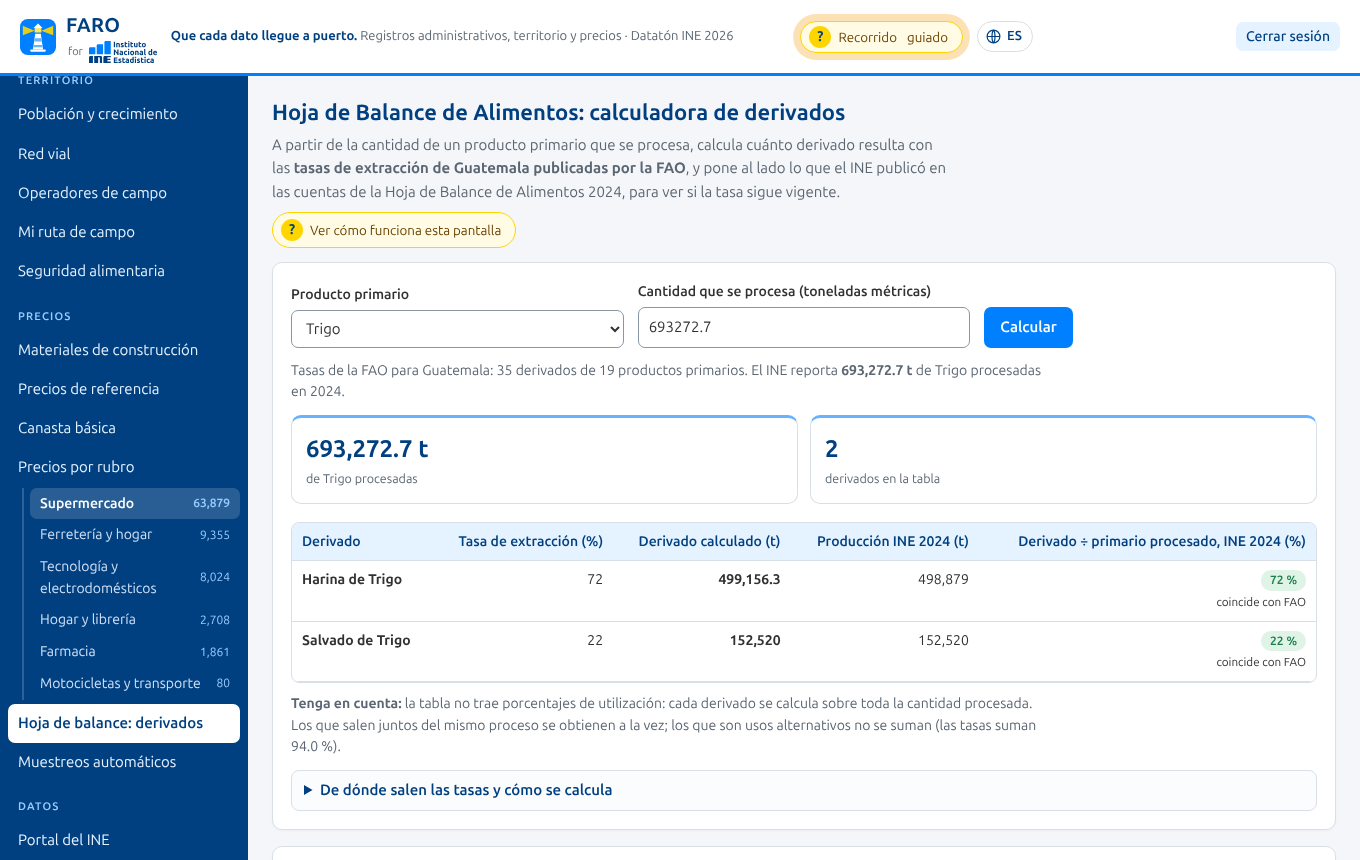 FARO
for INE Instituto Nacional de Estadística
Que cada dato llegue a puerto. Registros administrativos, territorio y precios · Datatón INE 2026
? Recorrido guiado
ES
Cerrar sesión
TERRITORIO
Población y crecimiento
Red vial
Operadores de campo
Mi ruta de campo
Seguridad alimentaria
PRECIOS
Materiales de construcción
Precios de referencia
Canasta básica
Precios por rubro
Supermercado 63,879
Ferretería y hogar 9,355
Tecnología y
electrodomésticos 8,024
Hogar y librería 2,708
Farmacia 1,861
Motocicletas y transporte 80
Hoja de balance: derivados
Muestreos automáticos
DATOS
Portal del INE
Hoja de Balance de Alimentos: calculadora de derivados
A partir de la cantidad de un producto primario que se procesa, calcula cuánto derivado resulta con
las tasas de extracción de Guatemala publicadas por la FAO, y pone al lado lo que el INE publicó en
las cuentas de la Hoja de Balance de Alimentos 2024, para ver si la tasa sigue vigente.
? Ver cómo funciona esta pantalla
Producto primario
Trigo
Cantidad que se procesa (toneladas métricas)
693272.7
Calcular
Tasas de la FAO para Guatemala: 35 derivados de 19 productos primarios. El INE reporta 693,272.7 t de Trigo procesadas
en 2024.
693,272.7 t
de Trigo procesadas
2
derivados en la tabla
Derivado Tasa de extracción (%) Derivado calculado (t) Producción INE 2024 (t) Derivado ÷ primario procesado, INE 2024 (%)
Harina de Trigo 72 499,156.3 498,879 72 %
coincide con FAO
Salvado de Trigo 22 152,520 152,520 22 %
coincide con FAO
Tenga en cuenta: la tabla no trae porcentajes de utilización: cada derivado se calcula sobre toda la cantidad procesada.
Los que salen juntos del mismo proceso se obtienen a la vez; los que son usos alternativos no se suman (las tasas suman
94.0 %).
De dónde salen las tasas y cómo se calcula